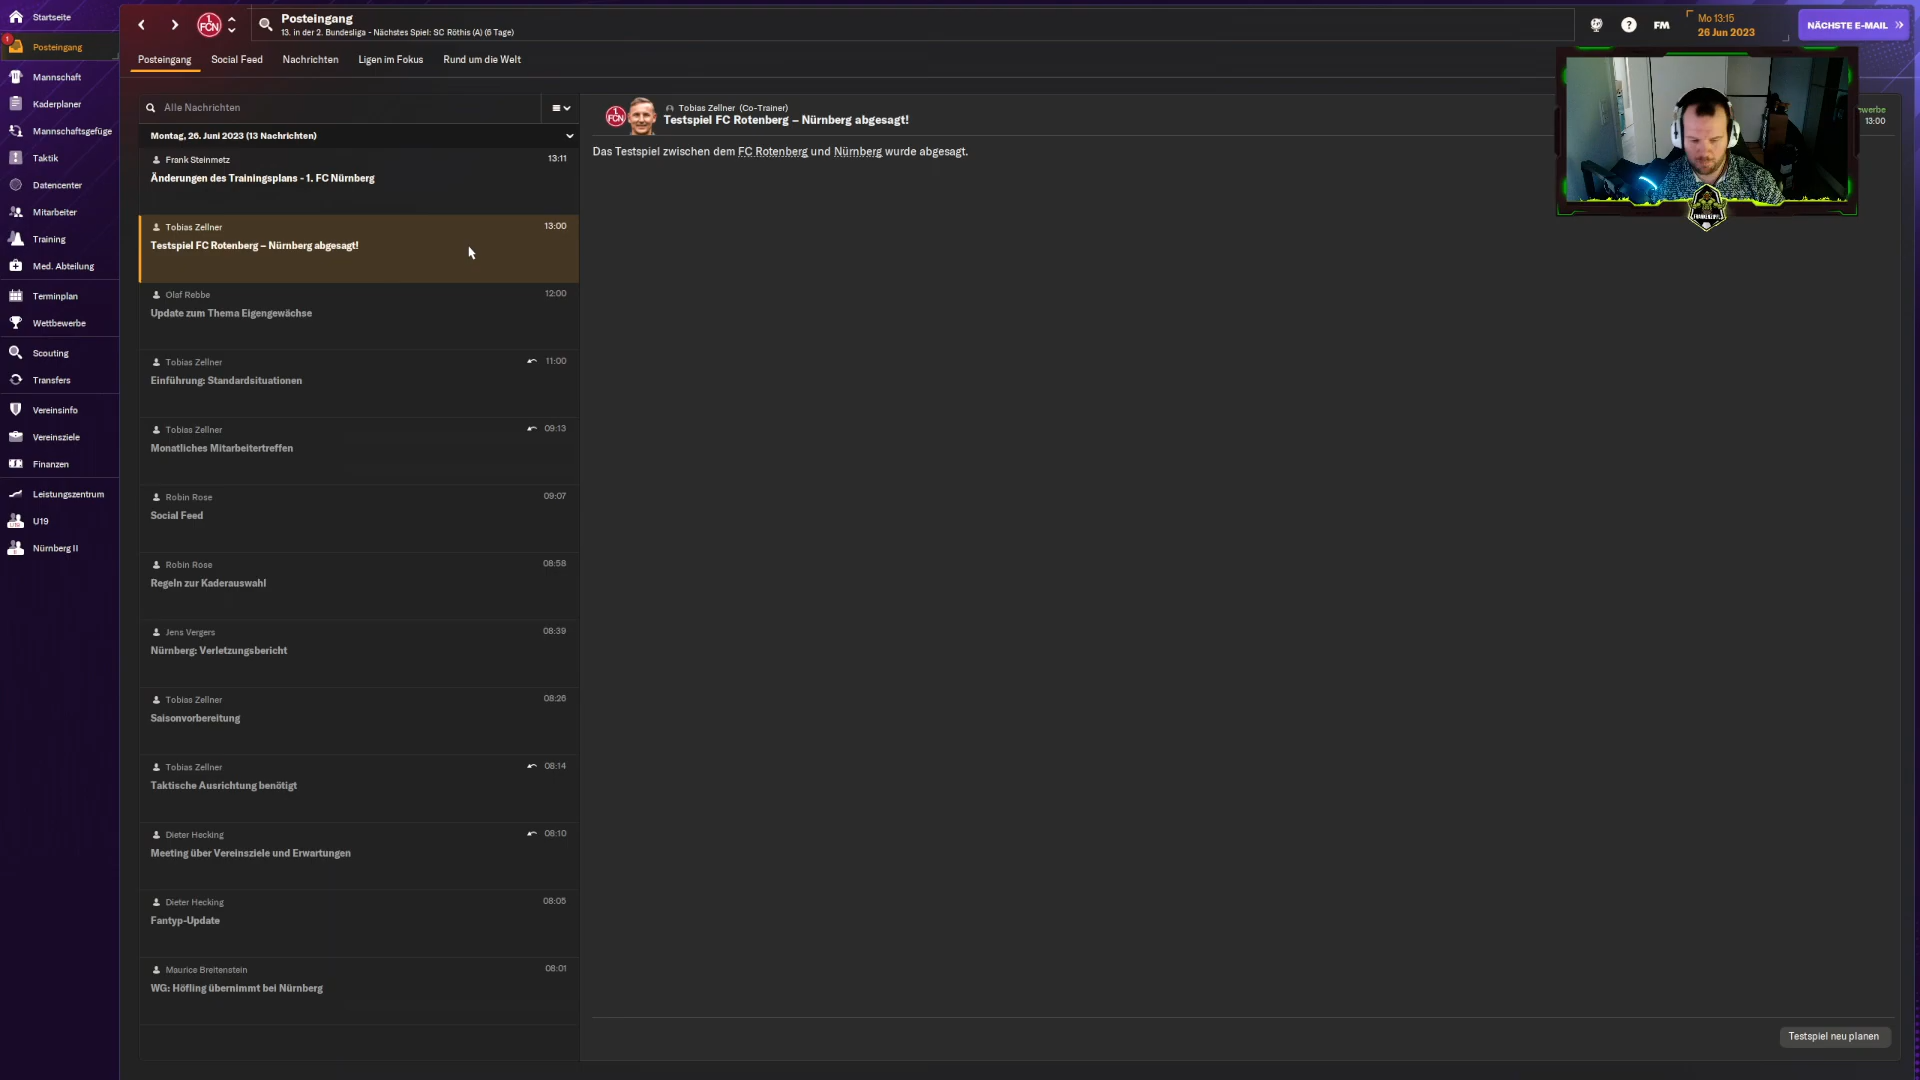 Startseite
1
Posteingang
Mannschaft
Kaderplaner
Mannschaftsgefüge
Taktik
Datencenter
Mitarbeiter
Training
Med. Abteilung
Terminplan
Wettbewerbe
Scouting
Transfers
Vereinsinfo
Vereinsziele
Finanzen
Leistungszentrum
U19
Nürnberg II
1
FCN
Posteingang
13. in der 2. Bundesliga - Nächstes Spiel: SC Röthis (A) (6 Tage)
?
FM
Mo 13:15
26 Jun 2023
NÄCHSTE E-MAIL
Posteingang
Social Feed
Nachrichten
Ligen im Fokus
Rund um die Welt
Alle Nachrichten
Montag, 26. Juni 2023 (13 Nachrichten)
Frank Steinmetz 13:11
Änderungen des Trainingsplans - 1. FC Nürnberg
Tobias Zellner 13:00
Testspiel FC Rotenberg – Nürnberg abgesagt!
Olaf Rebbe 12:00
Update zum Thema Eigengewächse
Tobias Zellner 11:00
Einführung: Standardsituationen
Tobias Zellner 09:13
Monatliches Mitarbeitertreffen
Robin Rose 09:07
Social Feed
Robin Rose 08:58
Regeln zur Kaderauswahl
Jens Vergers 08:39
Nürnberg: Verletzungsbericht
Tobias Zellner 08:26
Saisonvorbereitung
Tobias Zellner 08:14
Taktische Ausrichtung benötigt
Dieter Hecking 08:10
Meeting über Vereinsziele und Erwartungen
Dieter Hecking 08:05
Fantyp-Update
Maurice Breitenstein 08:01
WG: Höfling übernimmt bei Nürnberg
Tobias Zellner (Co-Trainer)
Testspiel FC Rotenberg – Nürnberg abgesagt!
13:00
Das Testspiel zwischen dem FC Rotenberg und Nürnberg wurde abgesagt.
Testspiel neu planen